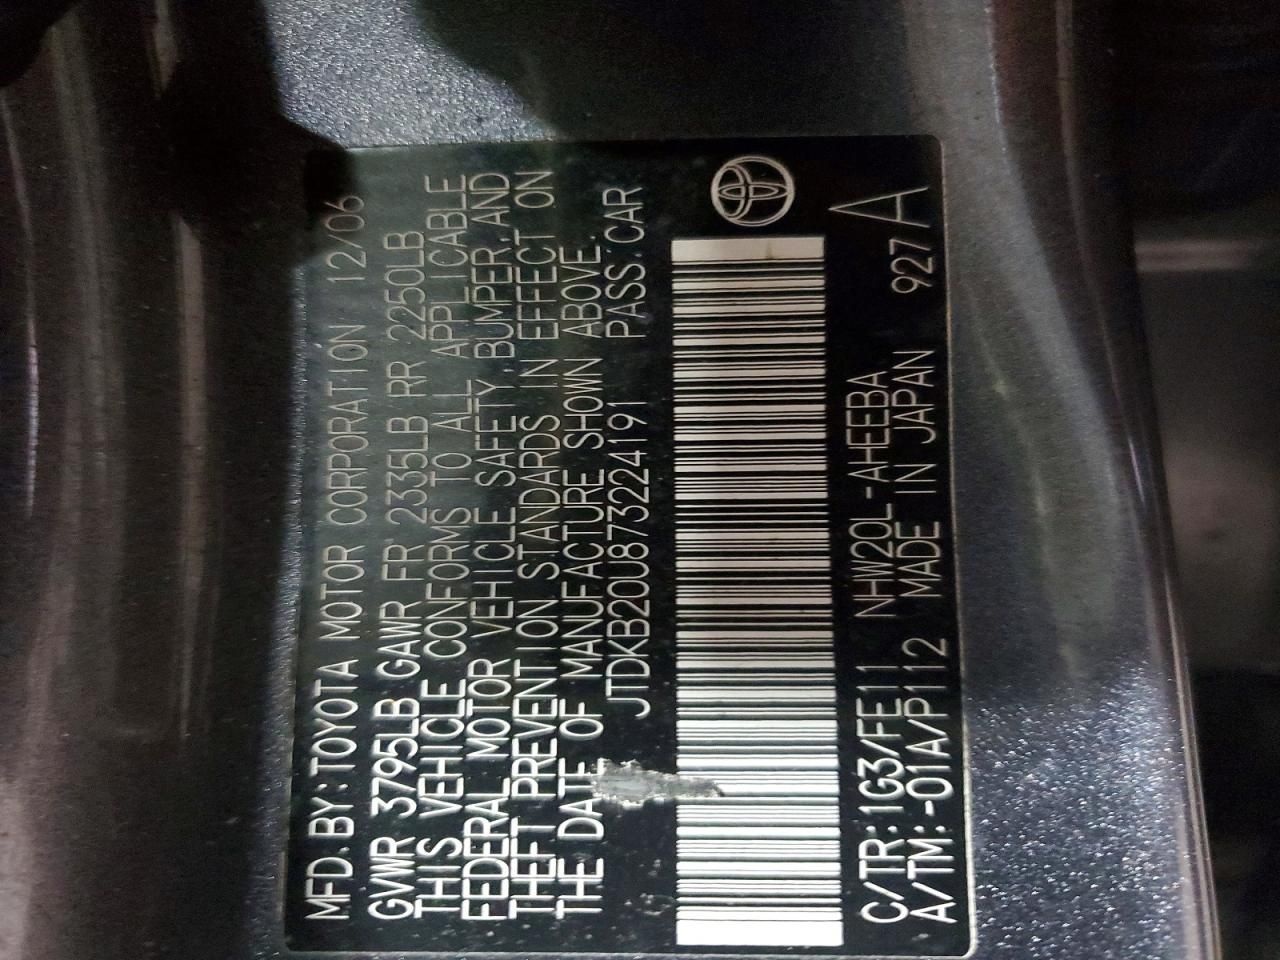 MFD.BY:TOYOTA MOTOR CORPORATION 12/06
GVWR 3795LB GAWR FR 2335LB RR 2250LB
THIS VEHICLE CONFORMS TO ALL APPLICABLE
FEDERAL MOTOR VEHICLE SAFETY,BUMPER,AND
THEFT PREVENTION STANDARDS IN EFFECT ON
THE DATE OF MANUFACTURE SHOWN ABOVE.
JTDKB20U873224191 PASS.CAR
C/TR:1G3/FE11 NHW20L-AHEEBA 927 A
A/TM:-01A/P112 MADE IN JAPAN